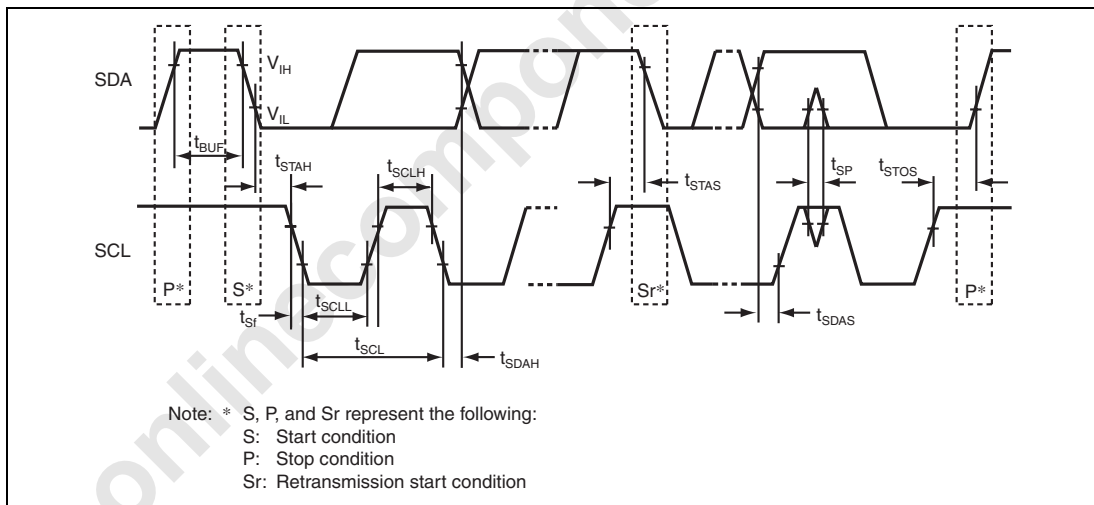 SDA
V_IH
V_IL
t_BUF
t_STAH
t_SCLH
t_STAS
t_SP
t_STOS
SCL
P*
S*
Sr*
P*
t_Sf
t_SCLL
t_SCL
t_SDAH
t_SDAS
Note: * S, P, and Sr represent the following:
S: Start condition
P: Stop condition
Sr: Retransmission start condition